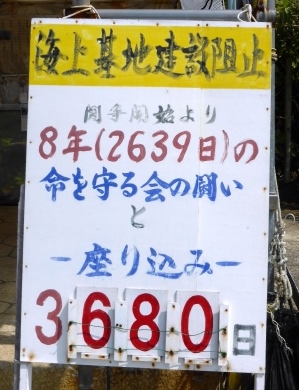 海上基地建設阻止
闘争開始より
8年(2639日)の
命を守る会の闘い
と
ー座り込みー
3680日